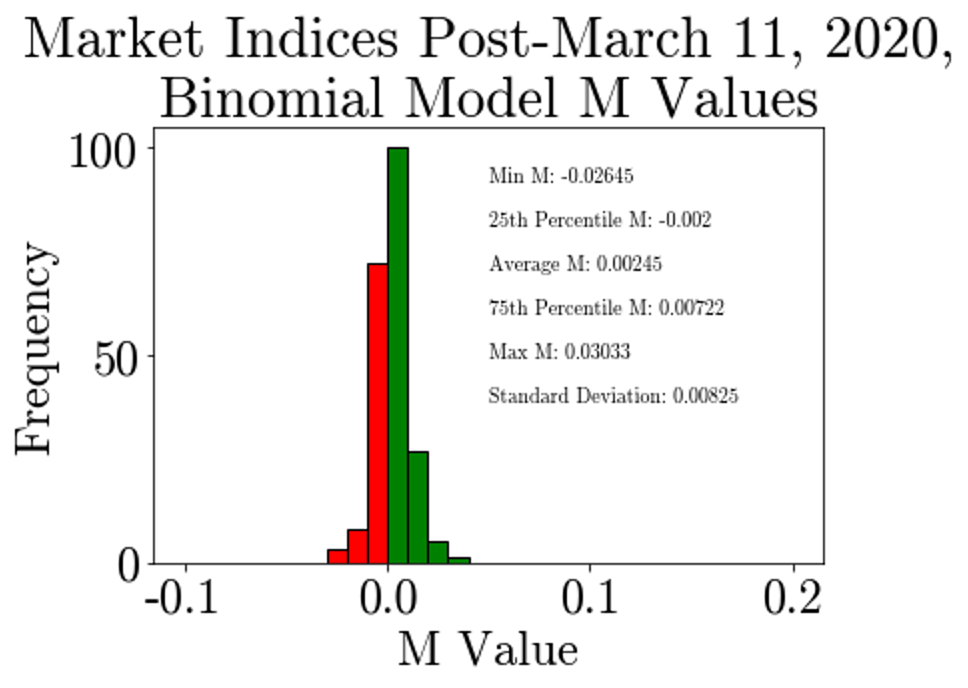 Market Indices Post-March 11, 2020,
Binomial Model M Values
100
50
0
Frequency
Min M: -0.02645
25th Percentile M: -0.002
Average M: 0.00245
75th Percentile M: 0.00722
Max M: 0.03033
Standard Deviation: 0.00825
-0.1 0.0 0.1 0.2
M Value